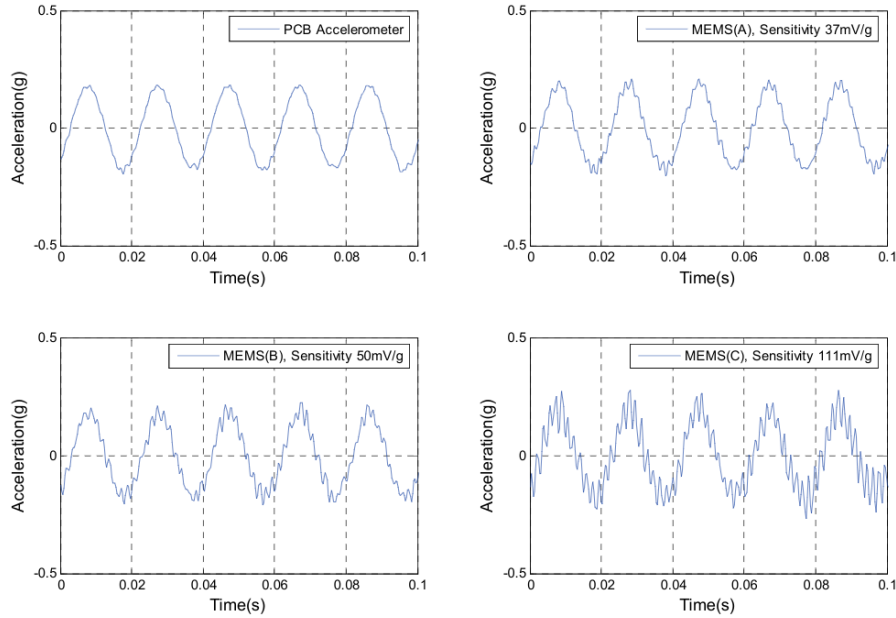 PCB Accelerometer
0.5
0
-0.5
Acceleration(g)
0 0.02 0.04 0.06 0.08 0.1
Time(s)
MEMS(A), Sensitivity 37mV/g
0.5
0
-0.5
Acceleration(g)
0 0.02 0.04 0.06 0.08 0.1
Time(s)
MEMS(B), Sensitivity 50mV/g
0.5
0
-0.5
Acceleration(g)
0 0.02 0.04 0.06 0.08 0.1
Time(s)
MEMS(C), Sensitivity 111mV/g
0.5
0
-0.5
Acceleration(g)
0 0.02 0.04 0.06 0.08 0.1
Time(s)